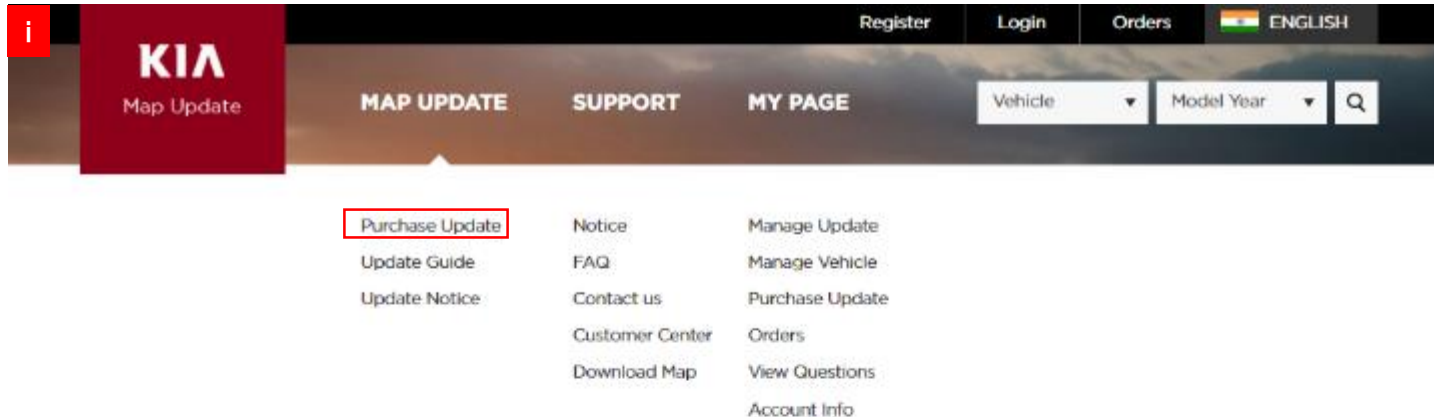 i
Register Login Orders ENGLISH
KIA
Map Update
MAP UPDATE SUPPORT MY PAGE Vehicle Model Year
Purchase Update Notice Manage Update
Update Guide FAQ Manage Vehicle
Update Notice Contact us Purchase Update
Customer Center Orders
Download Map View Questions
Account Info